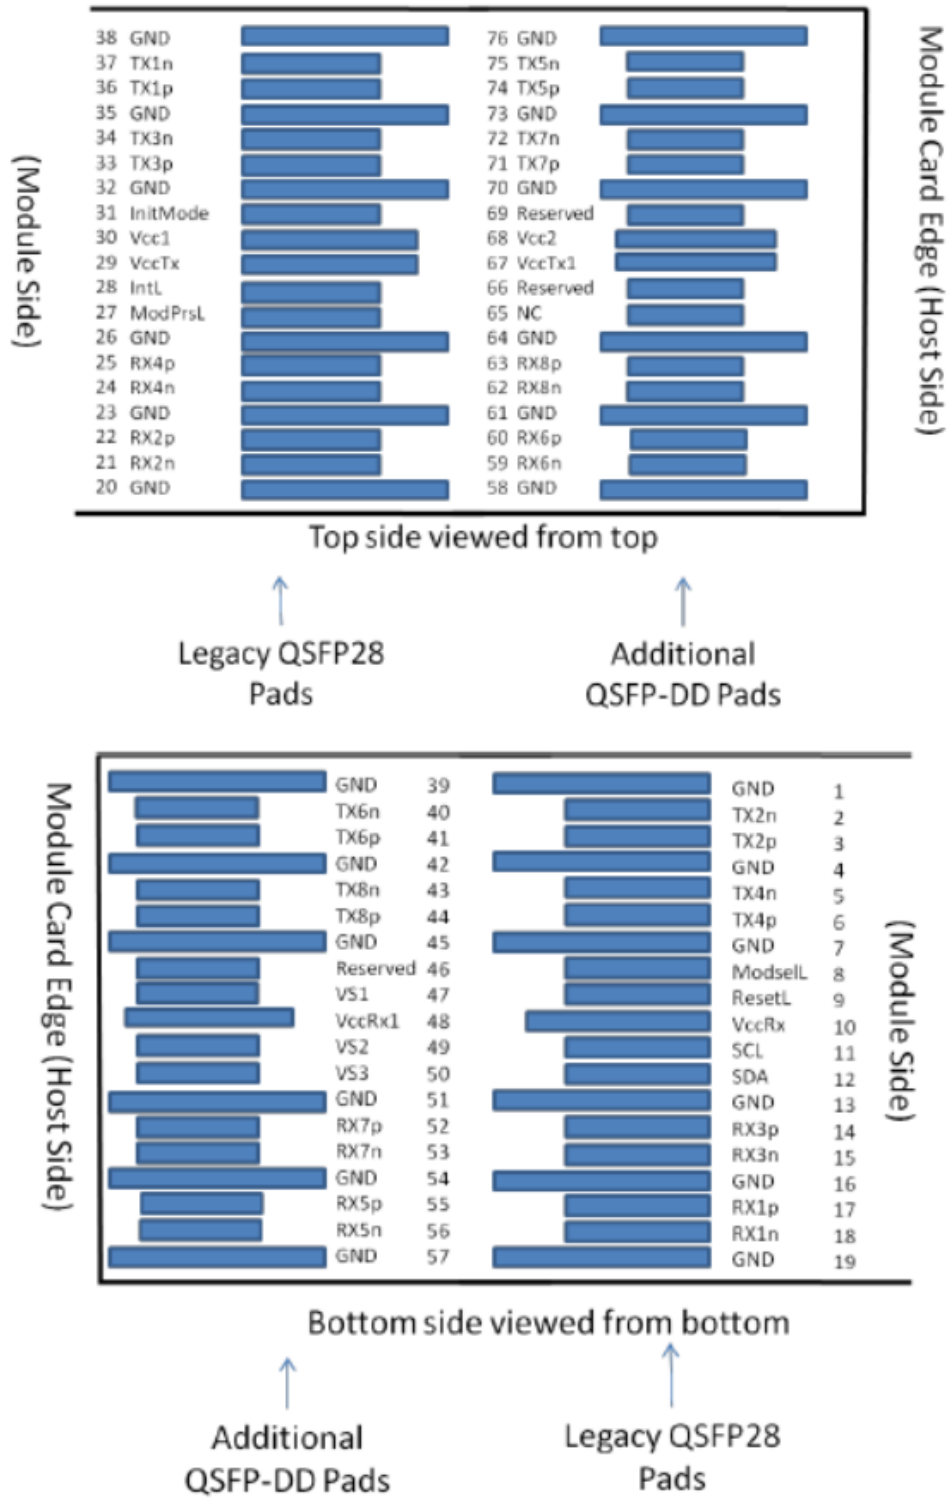 38 GND 76 GND
37 TX1n 75 TX5n
36 TX1p 74 TX5p
35 GND 73 GND
34 TX3n 72 TX7n
33 TX3p 71 TX7p
32 GND 70 GND
31 InitMode 69 Reserved
30 Vcc1 68 Vcc2
29 VccTx 67 VccTx1
28 IntL 66 Reserved
27 ModPrsL 65 NC
26 GND 64 GND
25 RX4p 63 RX8p
24 RX4n 62 RX8n
23 GND 61 GND
22 RX2p 60 RX6p
21 RX2n 59 RX6n
20 GND 58 GND
(Module Side)
Module Card Edge (Host Side)
Top side viewed from top
Legacy QSFP28
Pads
Additional
QSFP-DD Pads
Module Card Edge (Host Side)
GND 39 GND 1
TX6n 40 TX2n 2
TX6p 41 TX2p 3
GND 42 GND 4
TX8n 43 TX4n 5
TX8p 44 TX4p 6
GND 45 GND 7
Reserved 46 ModselL 8
VS1 47 ResetL 9
VccRx1 48 VccRx 10
VS2 49 SCL 11
VS3 50 SDA 12
GND 51 GND 13
RX7p 52 RX3p 14
RX7n 53 RX3n 15
GND 54 GND 16
RX5p 55 RX1p 17
RX5n 56 RX1n 18
GND 57 GND 19
(Module Side)
Bottom side viewed from bottom
Additional
QSFP-DD Pads
Legacy QSFP28
Pads